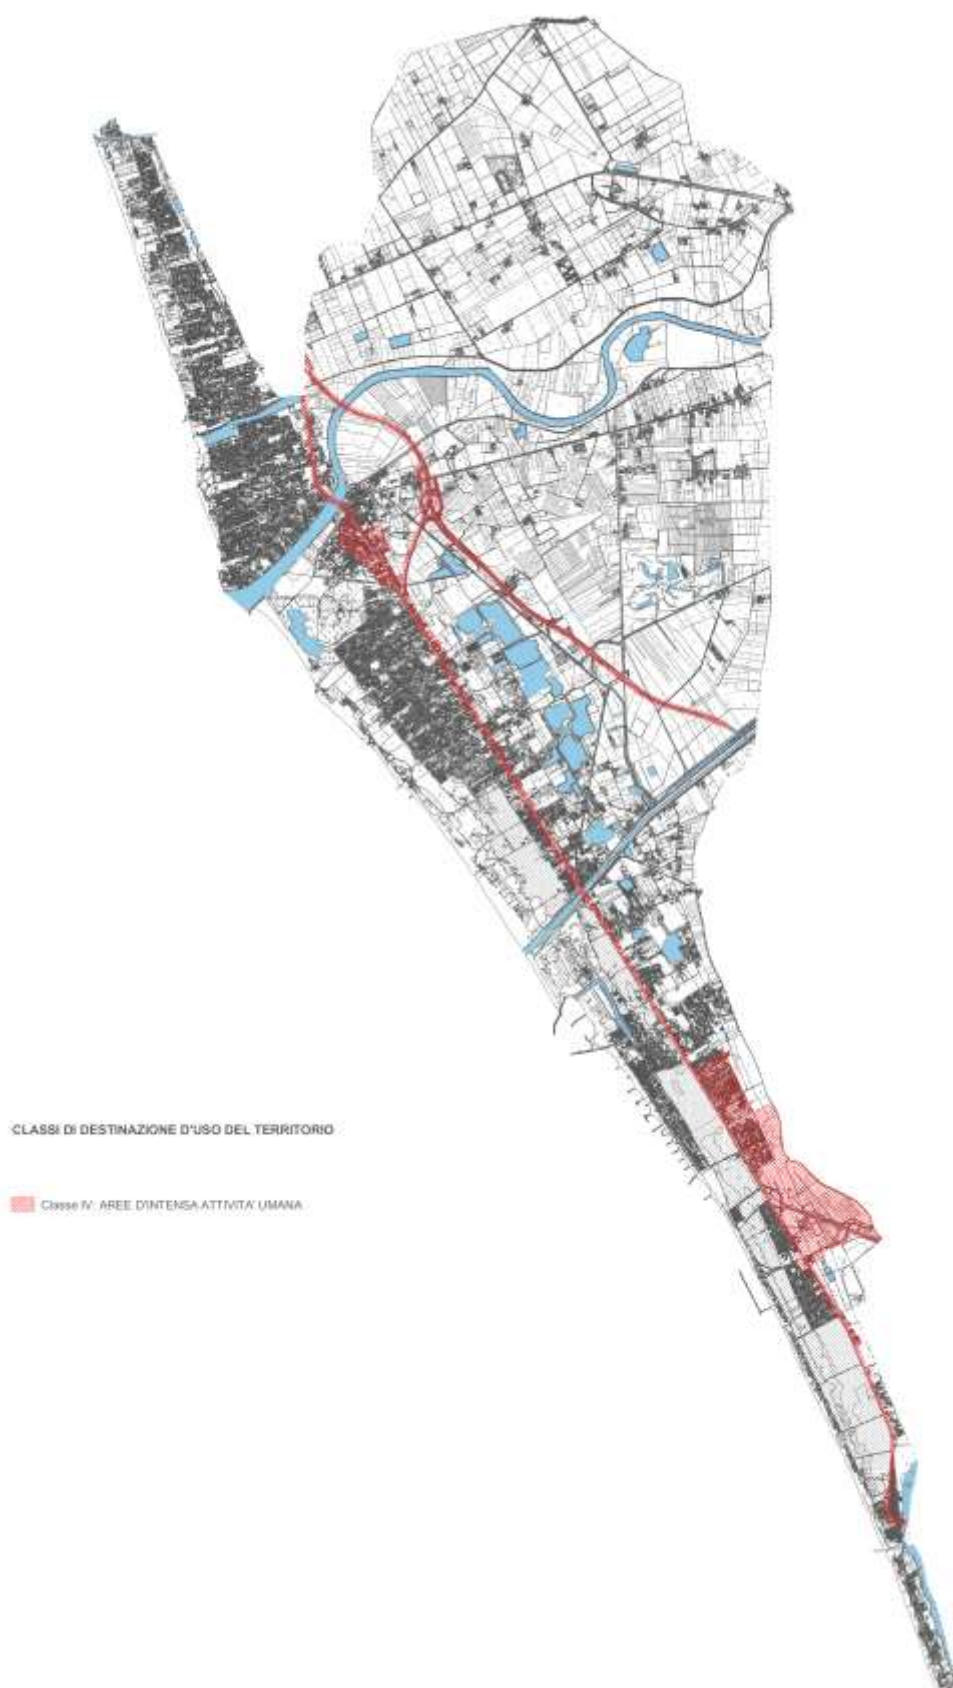 CLASSI DI DESTINAZIONE D'USO DEL TERRITORIO
Classe IV: AREE D'INTENSA ATTIVITA' UMANA